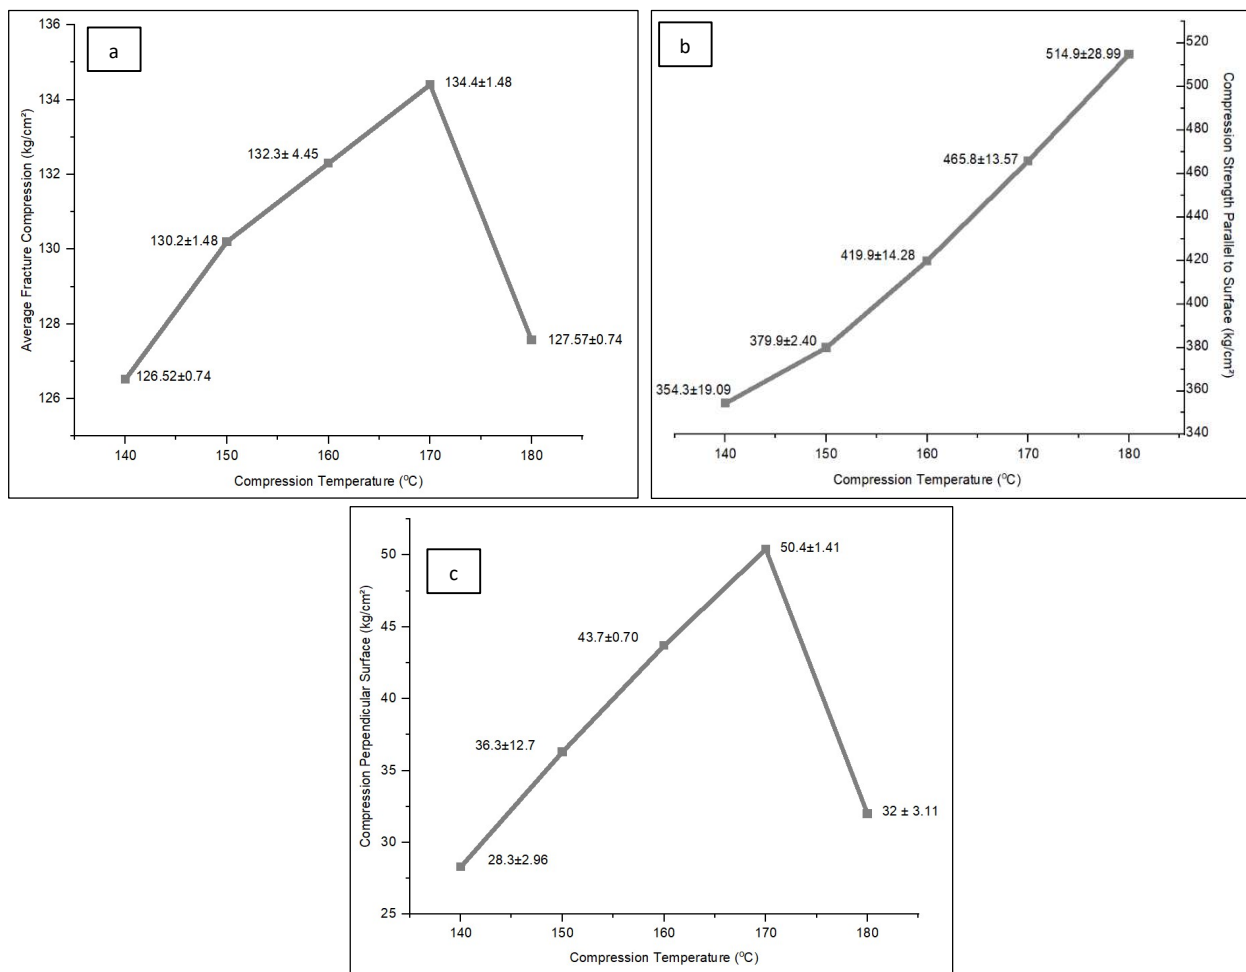 a
Average Fracture Compression (kg/cm²)
136
134
132
130
128
126
134.4±1.48
132.3± 4.45
130.2±1.48
127.57±0.74
126.52±0.74
140 150 160 170 180
Compression Temperature (⁰C)
b
514.9±28.99
465.8±13.57
419.9±14.28
379.9±2.40
354.3±19.09
520
500
480
460
440
420
400
380
360
340
Compression Strength Parallel to Surface (kg/cm²)
140 150 160 170 180
Compression Temperature (⁰C)
c
Compression Perpendicular Surface (kg/cm²)
50
45
40
35
30
25
50.4±1.41
43.7±0.70
36.3±12.7
32 ± 3.11
28.3±2.96
140 150 160 170 180
Compression Temperature (⁰C)